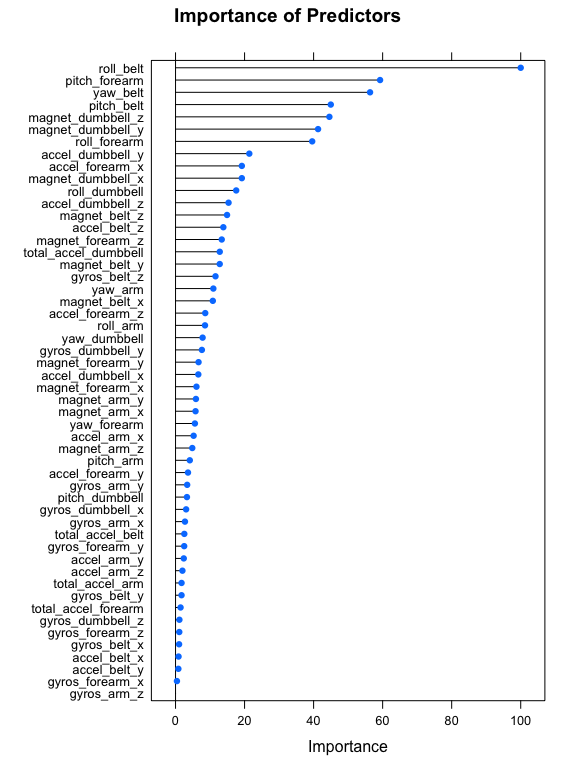 Importance of Predictors
roll_belt
pitch_forearm
yaw_belt
pitch_belt
magnet_dumbbell_z
magnet_dumbbell_y
roll_forearm
accel_dumbbell_y
accel_forearm_x
magnet_dumbbell_x
roll_dumbbell
accel_dumbbell_z
magnet_belt_z
accel_belt_z
magnet_forearm_z
total_accel_dumbbell
magnet_belt_y
gyros_belt_z
yaw_arm
magnet_belt_x
accel_forearm_z
roll_arm
yaw_dumbbell
gyros_dumbbell_y
magnet_forearm_y
accel_dumbbell_x
magnet_forearm_x
magnet_arm_y
magnet_arm_x
yaw_forearm
accel_arm_x
magnet_arm_z
pitch_arm
accel_forearm_y
gyros_arm_y
pitch_dumbbell
gyros_dumbbell_x
gyros_arm_x
total_accel_belt
gyros_forearm_y
accel_arm_y
accel_arm_z
total_accel_arm
gyros_belt_y
total_accel_forearm
gyros_dumbbell_z
gyros_forearm_z
gyros_belt_x
accel_belt_x
accel_belt_y
gyros_forearm_x
gyros_arm_z
0 20 40 60 80 100
Importance